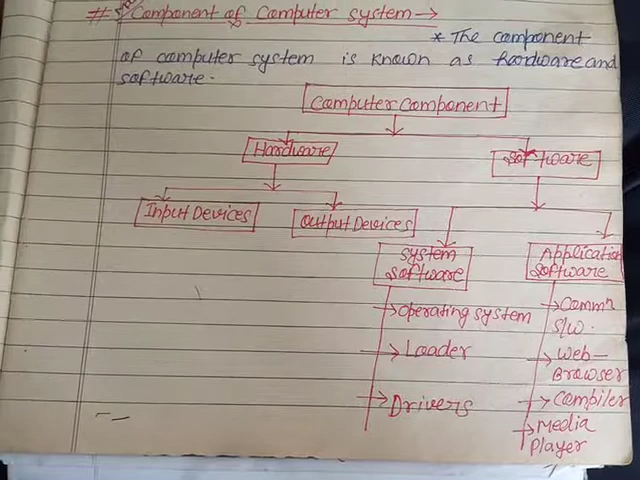 # Component of Computer system →
* The component
of computer system is known as hardware and
software.
Computer Component
Hardware
Software
Input Devices
Output Devices
System
Software
Application
Software
→ Operating system
→ Loader
→ Drivers
→ Commn
S/W.
→ Web-
Browser
→ Compiler
→ Media
Player